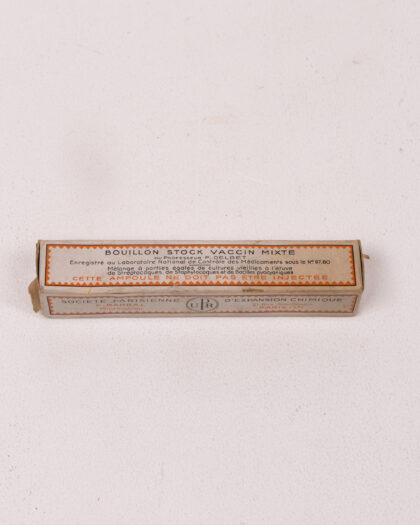 BOUILLON STOCK VACCIN MIXTE
DU PROFESSEUR P. DELBET
Enregistré au Laboratoire National de Contrôle des Médicaments sous le N° 97.60
Mélange à parties égales de cultures vieillies à l'étuve
de Streptocoques, de Staphylocoques et de Bacilles pyocyaniques
CETTE AMPOULE NE DOIT PAS ETRE INJECTÉE
SOCIÉTÉ PARISIENNE D'EXPANSION CHIMIQUE